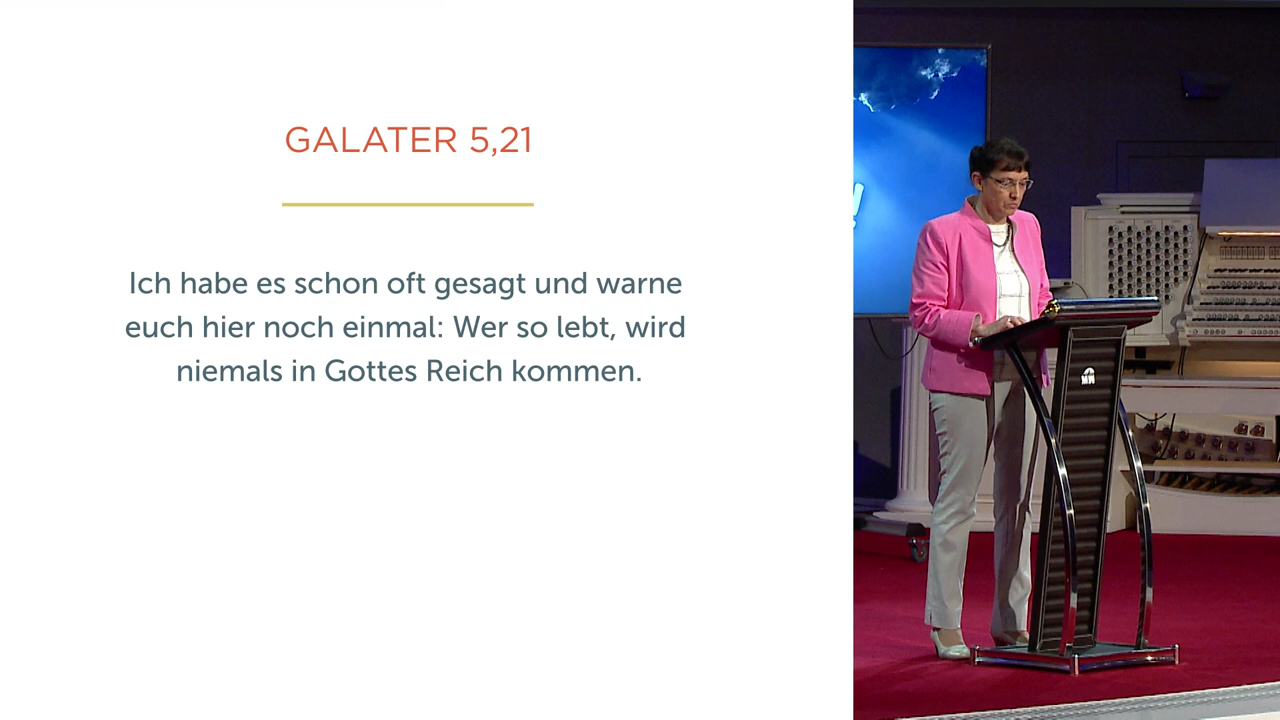 GALATER 5,21
Ich habe es schon oft gesagt und warne
euch hier noch einmal: Wer so lebt, wird
niemals in Gottes Reich kommen.